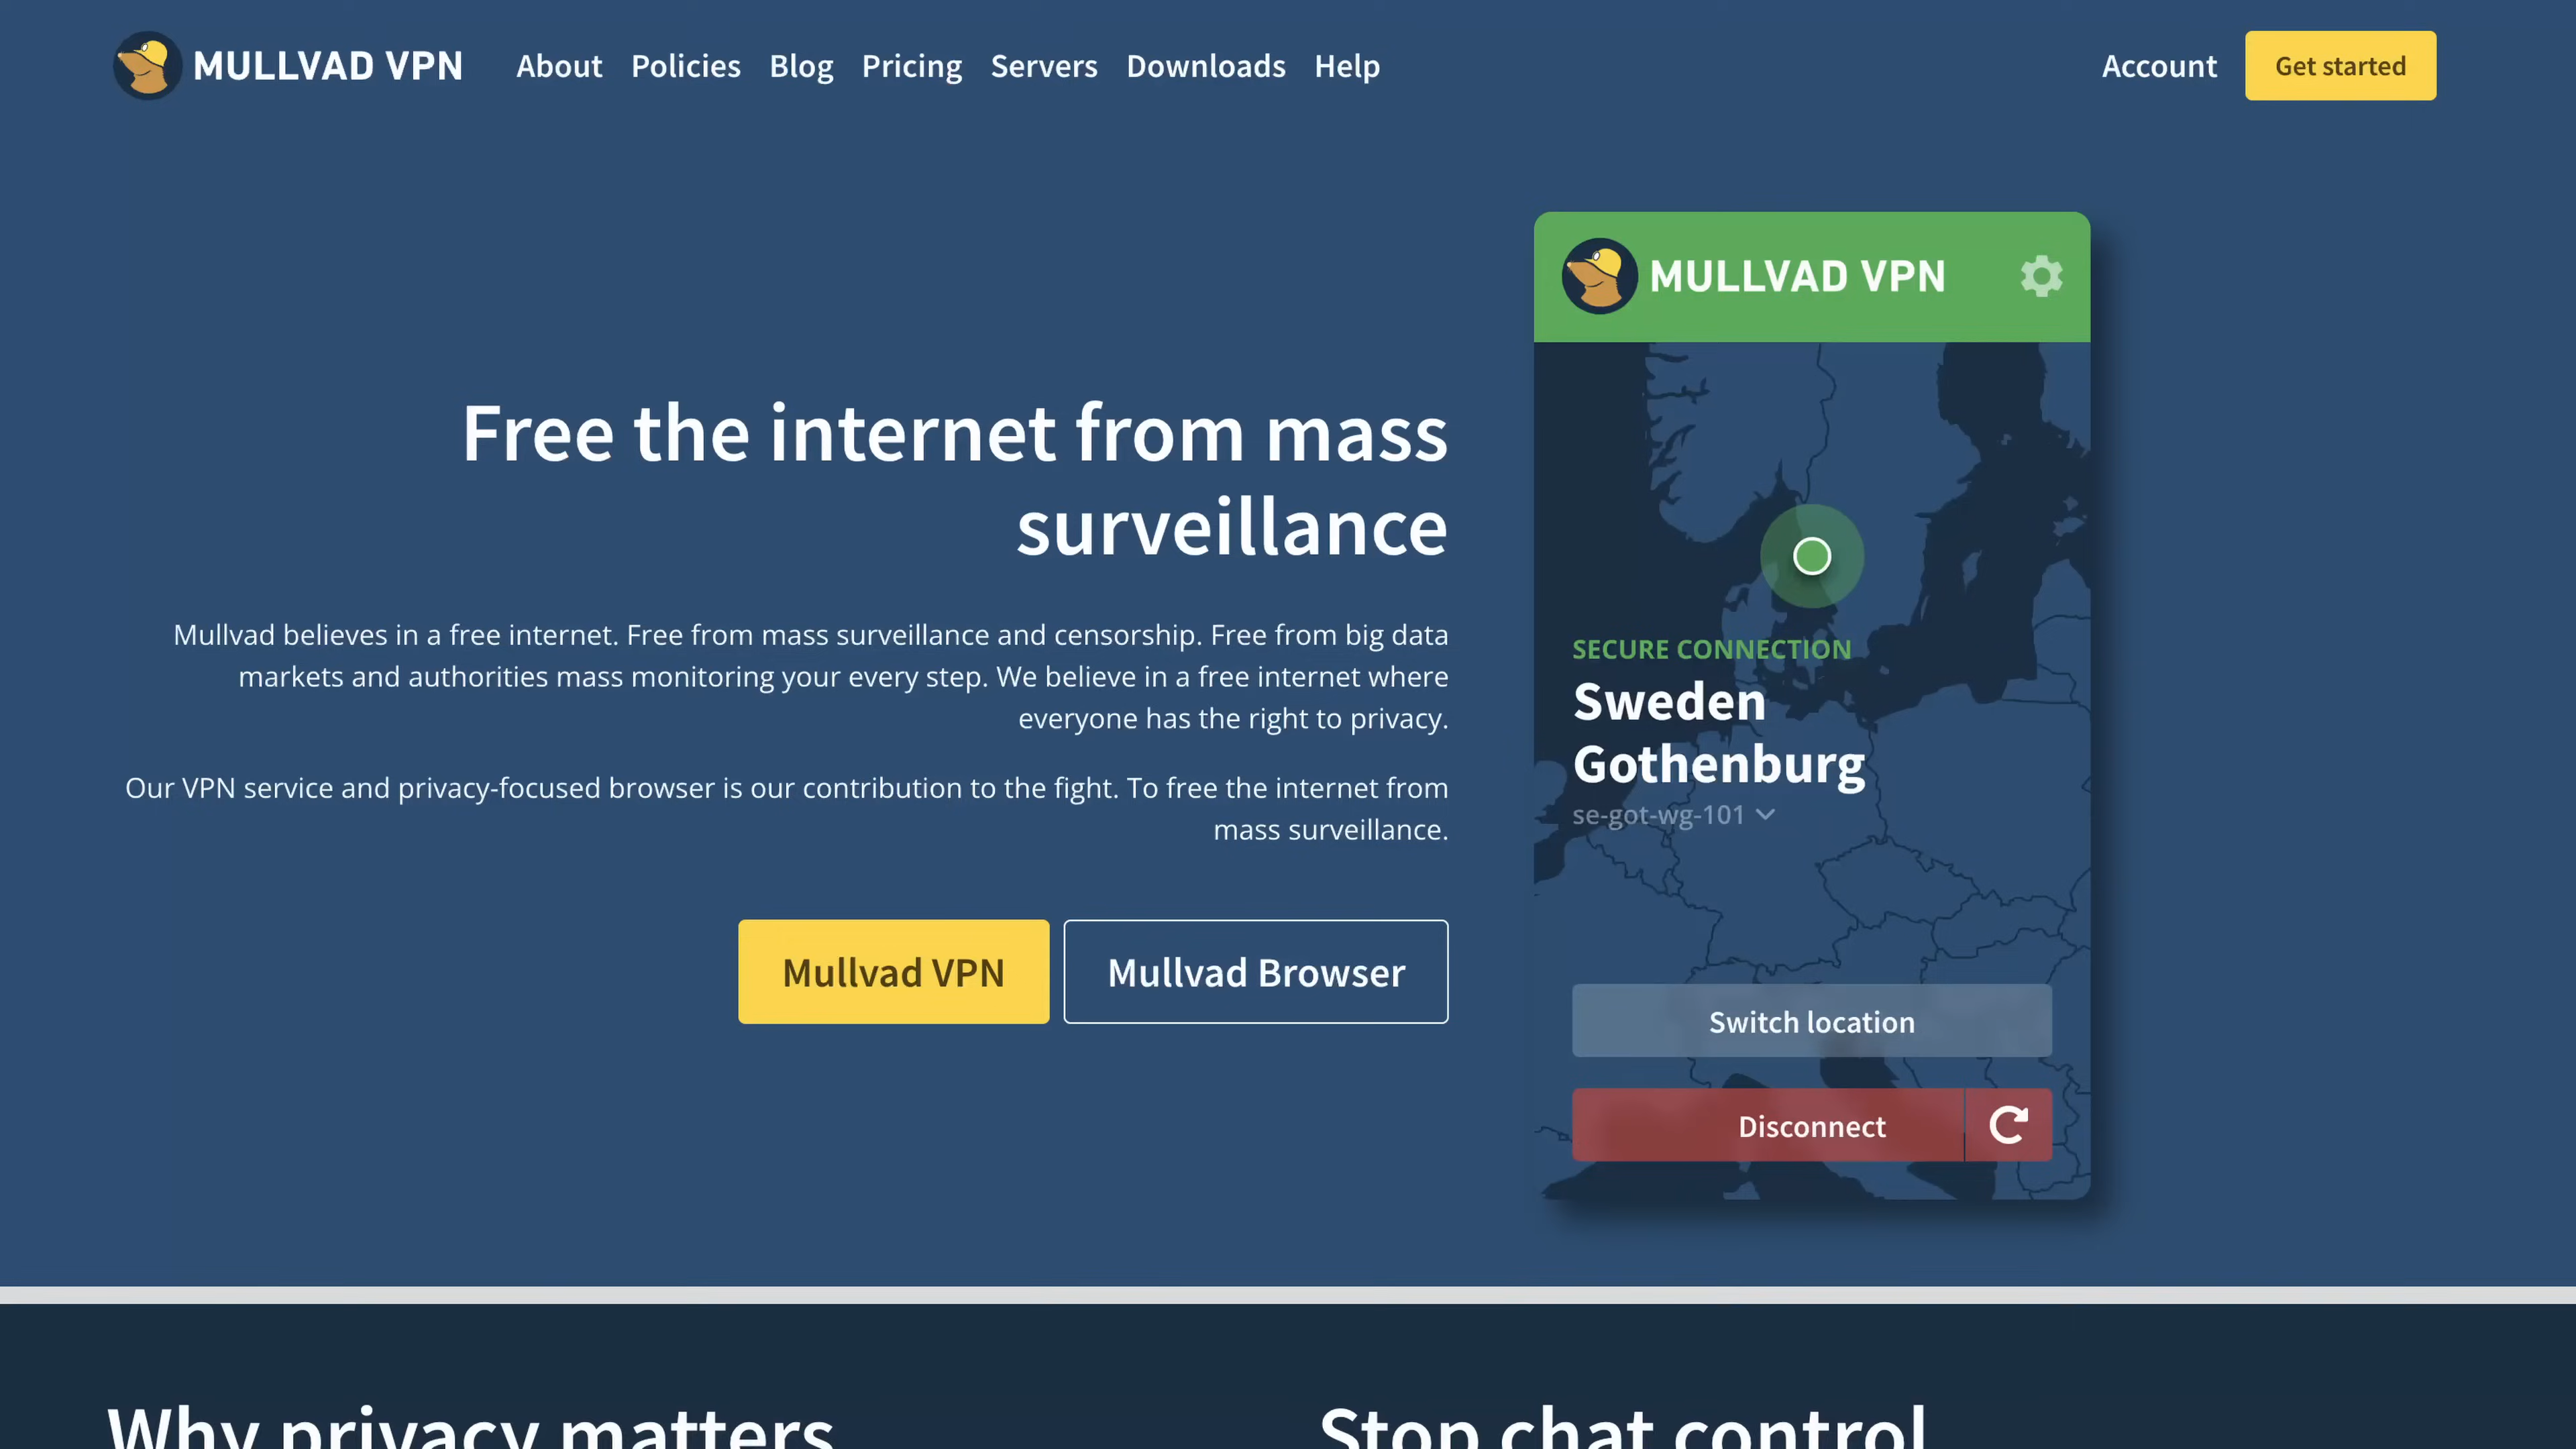 MULLVAD VPN
About Policies Blog Pricing Servers Downloads Help
Account
Get started
Free the internet from mass
surveillance
Mullvad believes in a free internet. Free from mass surveillance and censorship. Free from big data
markets and authorities mass monitoring your every step. We believe in a free internet where
everyone has the right to privacy.
Our VPN service and privacy-focused browser is our contribution to the fight. To free the internet from
mass surveillance.
Mullvad VPN
Mullvad Browser
MULLVAD VPN
SECURE CONNECTION
Sweden
Gothenburg
se-got-wg-101
Switch location
Disconnect
Why privacy matters
Stop chat control